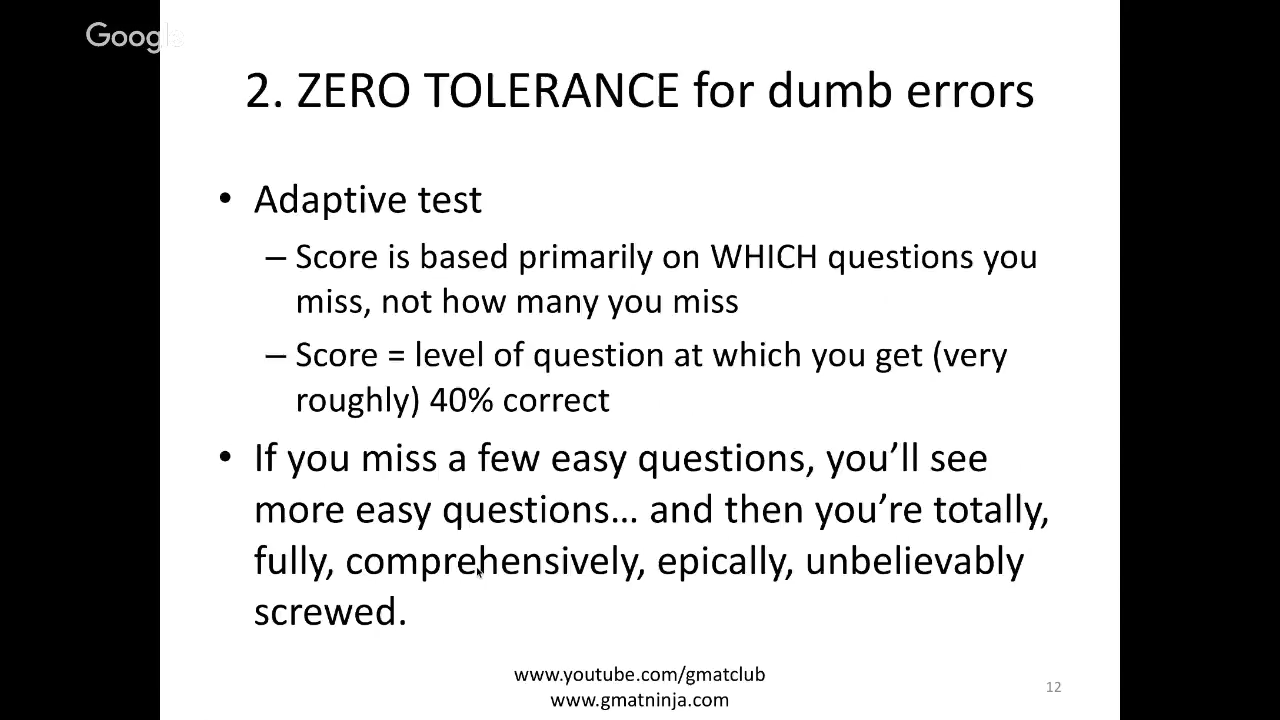 Google
2. ZERO TOLERANCE for dumb errors
• Adaptive test
– Score is based primarily on WHICH questions you
miss, not how many you miss
– Score = level of question at which you get (very
roughly) 40% correct
• If you miss a few easy questions, you’ll see
more easy questions… and then you’re totally,
fully, comprehensively, epically, unbelievably
screwed.
www.youtube.com/gmatclub
www.gmatninja.com
12